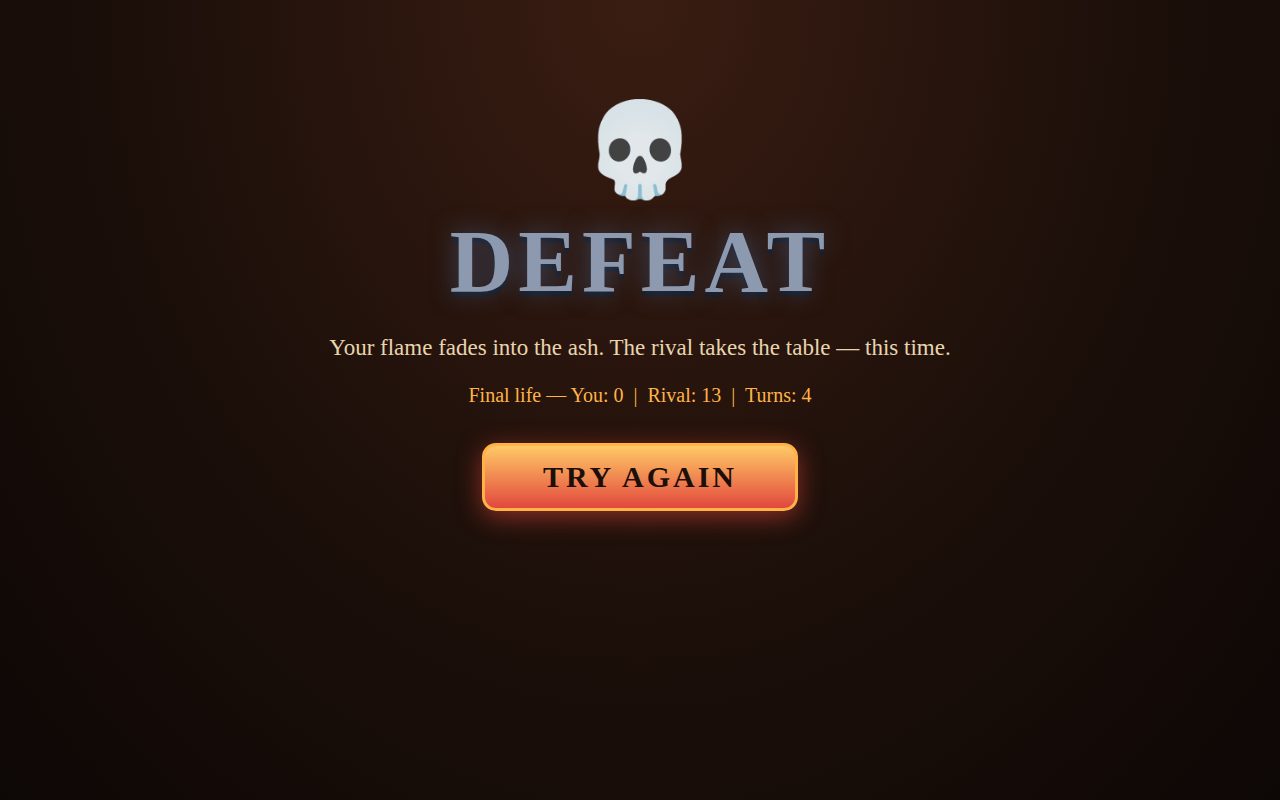 DEFEAT
Your flame fades into the ash. The rival takes the table — this time.
Final life — You: 0 | Rival: 13 | Turns: 4
TRY AGAIN